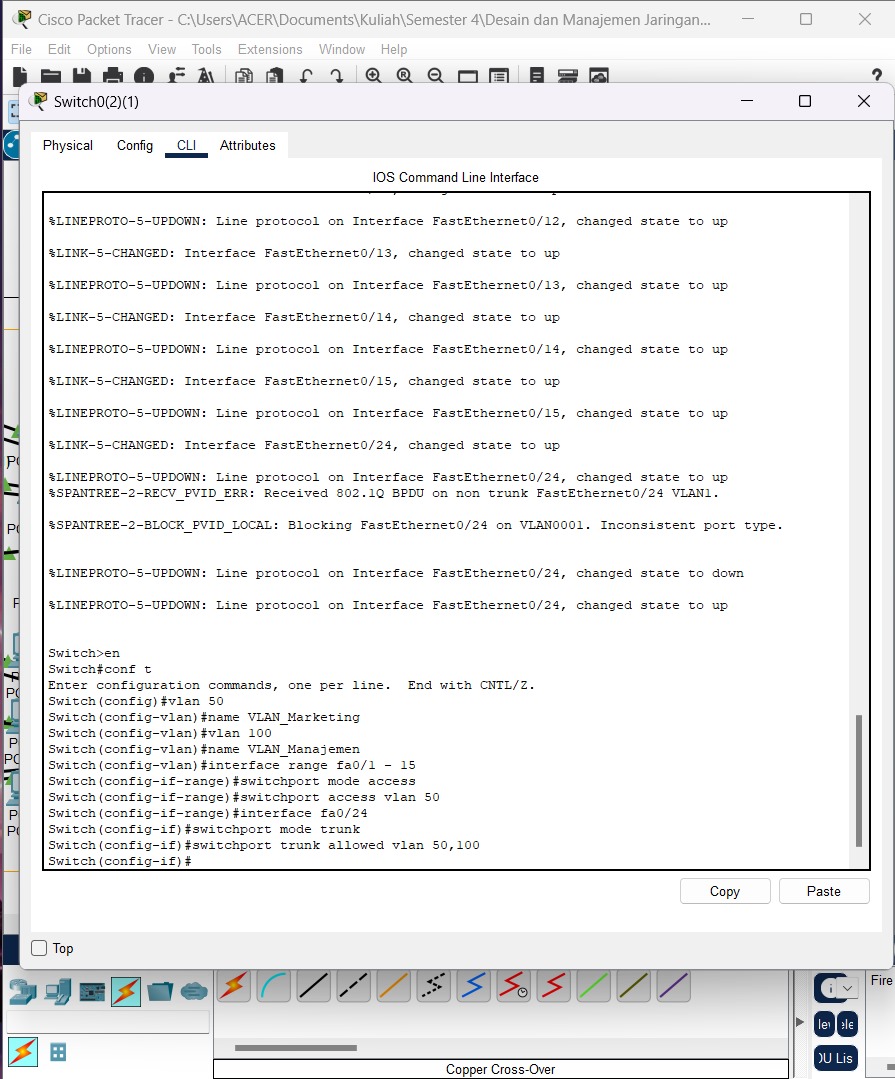 Cisco Packet Tracer - C:\Users\ACER\Documents\Kuliah\Semester 4\Desain dan Manajemen Jaringan...
File Edit Options View Tools Extensions Window Help
?
Switch0(2)(1)
Physical Config CLI Attributes
IOS Command Line Interface
%LINEPROTO-5-UPDOWN: Line protocol on Interface FastEthernet0/12, changed state to up
%LINK-5-CHANGED: Interface FastEthernet0/13, changed state to up
%LINEPROTO-5-UPDOWN: Line protocol on Interface FastEthernet0/13, changed state to up
%LINK-5-CHANGED: Interface FastEthernet0/14, changed state to up
%LINEPROTO-5-UPDOWN: Line protocol on Interface FastEthernet0/14, changed state to up
%LINK-5-CHANGED: Interface FastEthernet0/15, changed state to up
%LINEPROTO-5-UPDOWN: Line protocol on Interface FastEthernet0/15, changed state to up
%LINK-5-CHANGED: Interface FastEthernet0/24, changed state to up
%LINEPROTO-5-UPDOWN: Line protocol on Interface FastEthernet0/24, changed state to up
%SPANTREE-2-RECV_PVID_ERR: Received 802.1Q BPDU on non trunk FastEthernet0/24 VLAN1.
%SPANTREE-2-BLOCK_PVID_LOCAL: Blocking FastEthernet0/24 on VLAN0001. Inconsistent port type.
%LINEPROTO-5-UPDOWN: Line protocol on Interface FastEthernet0/24, changed state to down
%LINEPROTO-5-UPDOWN: Line protocol on Interface FastEthernet0/24, changed state to up
Switch>en
Switch#conf t
Enter configuration commands, one per line.  End with CNTL/Z.
Switch(config)#vlan 50
Switch(config-vlan)#name VLAN_Marketing
Switch(config-vlan)#vlan 100
Switch(config-vlan)#name VLAN_Manajemen
Switch(config-vlan)#interface range fa0/1 - 15
Switch(config-if-range)#switchport mode access
Switch(config-if-range)#switchport access vlan 50
Switch(config-if-range)#interface fa0/24
Switch(config-if)#switchport mode trunk
Switch(config-if)#switchport trunk allowed vlan 50,100
Switch(config-if)#
Copy Paste
Top
Fire
Copper Cross-Over